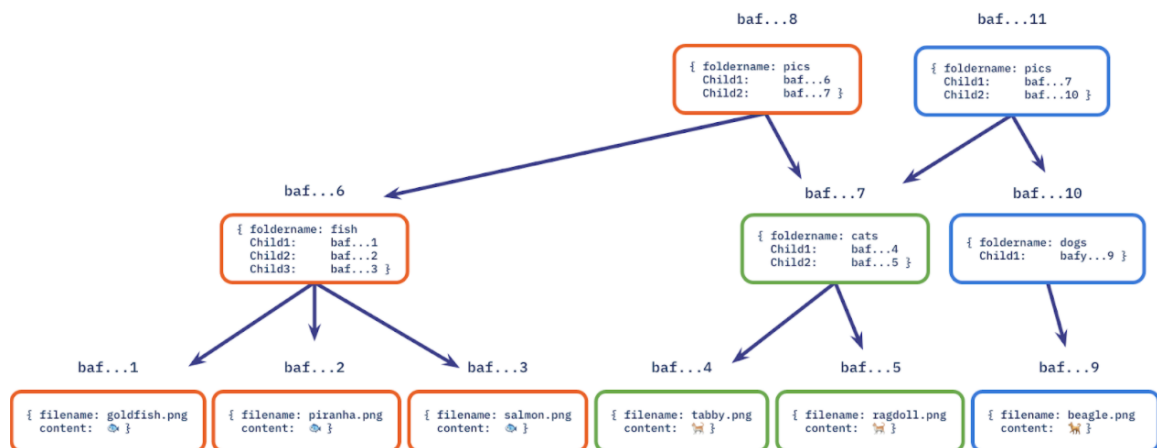 baf...8
baf...11
{ foldername: pics
Child1: baf...6
Child2: baf...7 }
{ foldername: pics
Child1: baf...7
Child2: baf...10 }
baf...6
baf...7
baf...10
{ foldername: fish
Child1: baf...1
Child2: baf...2
Child3: baf...3 }
{ foldername: cats
Child1: baf...4
Child2: baf...5 }
{ foldername: dogs
Child1: bafy...9 }
baf...1
baf...2
baf...3
baf...4
baf...5
baf...9
{ filename: goldfish.png
content: 🐟 }
{ filename: piranha.png
content: 🐟 }
{ filename: salmon.png
content: 🐟 }
{ filename: tabby.png
content: 🐈 }
{ filename: ragdoll.png
content: 🐈 }
{ filename: beagle.png
content: 🐕 }